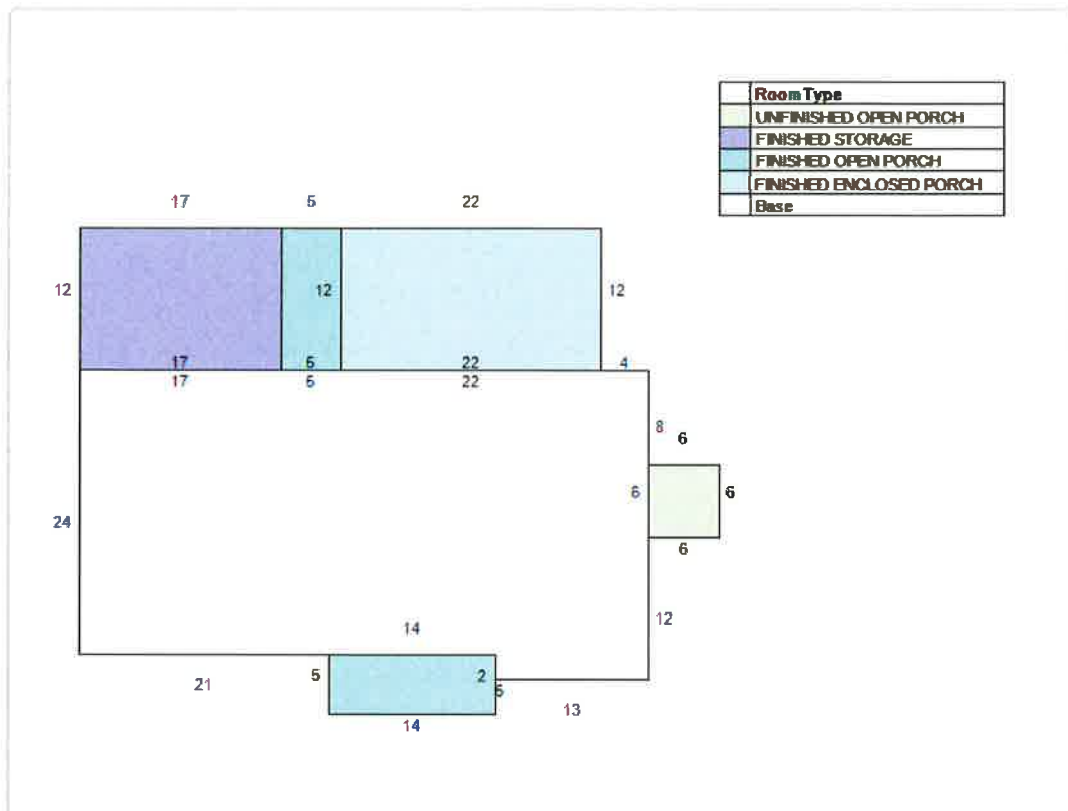 RoomType
UNFINISHED OPEN PORCH
FINISHED STORAGE
FINISHED OPEN PORCH
FINISHED ENCLOSED PORCH
Base
17 5 22
12 12 12
17 5 22 4
17 5 22
8
6
6 6
24
6
12
14
5 2
21 5 13
14